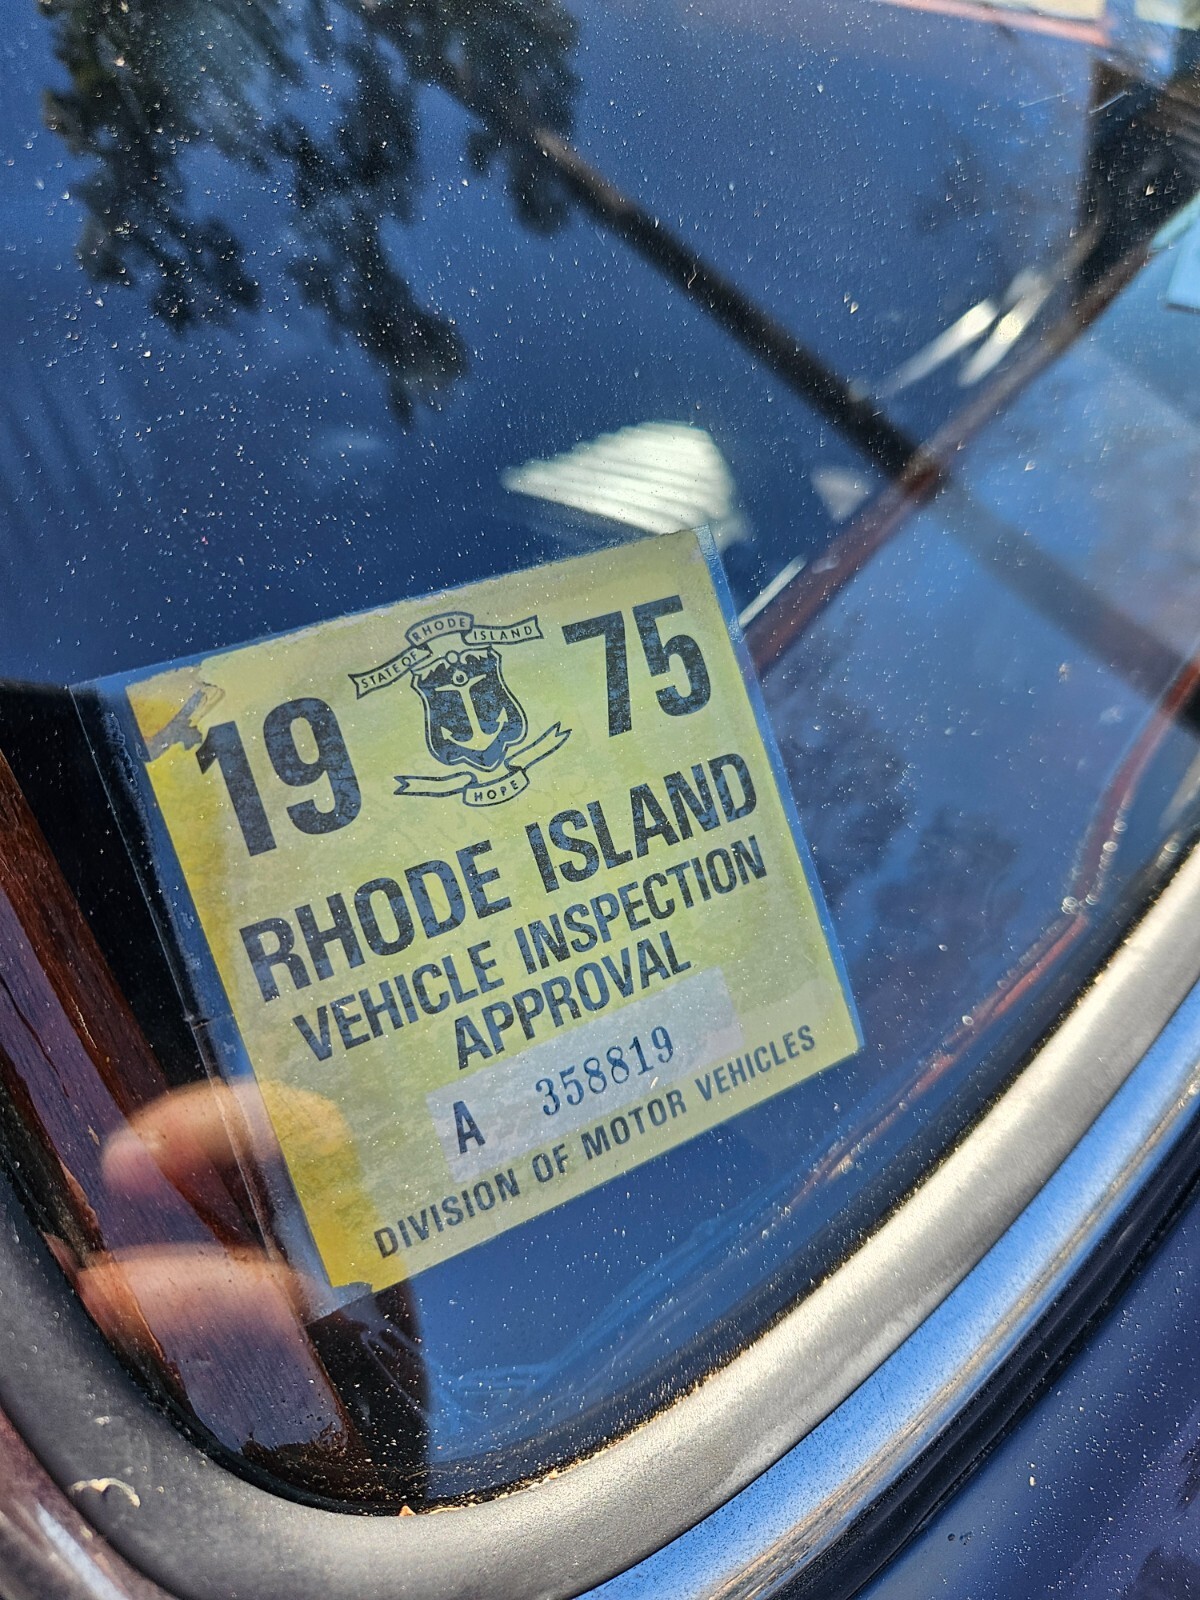 STATE OF RHODE ISLAND
19 75
HOPE
RHODE ISLAND
VEHICLE INSPECTION
APPROVAL
A 358819
DIVISION OF MOTOR VEHICLES